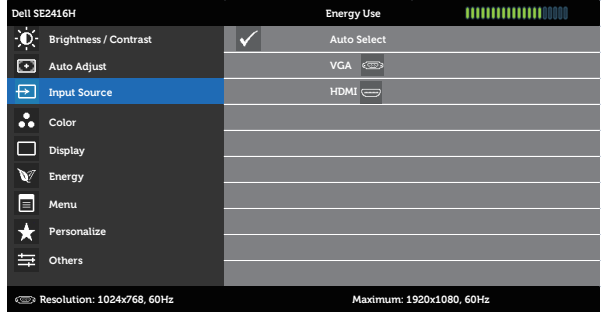 Dell SE2416H Energy Use
Brightness / Contrast Auto Select
Auto Adjust VGA
Input Source HDMI
Color
Display
Energy
Menu
Personalize
Others
Resolution: 1024x768, 60Hz Maximum: 1920x1080, 60Hz